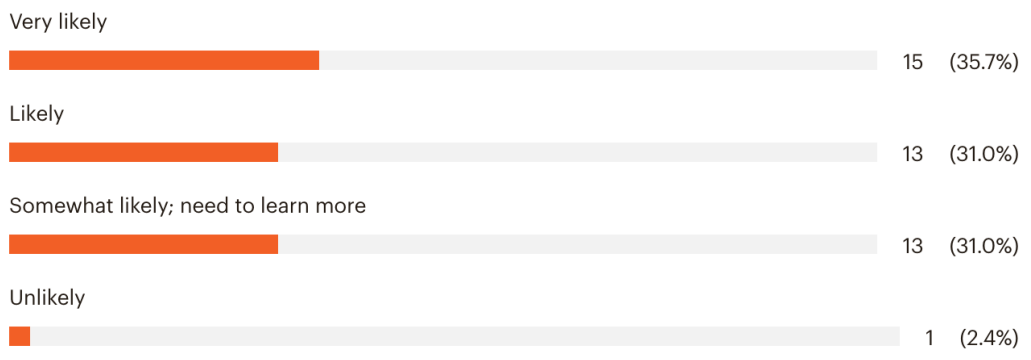 Very likely
15 (35.7%)
Likely
13 (31.0%)
Somewhat likely; need to learn more
13 (31.0%)
Unlikely
1 (2.4%)